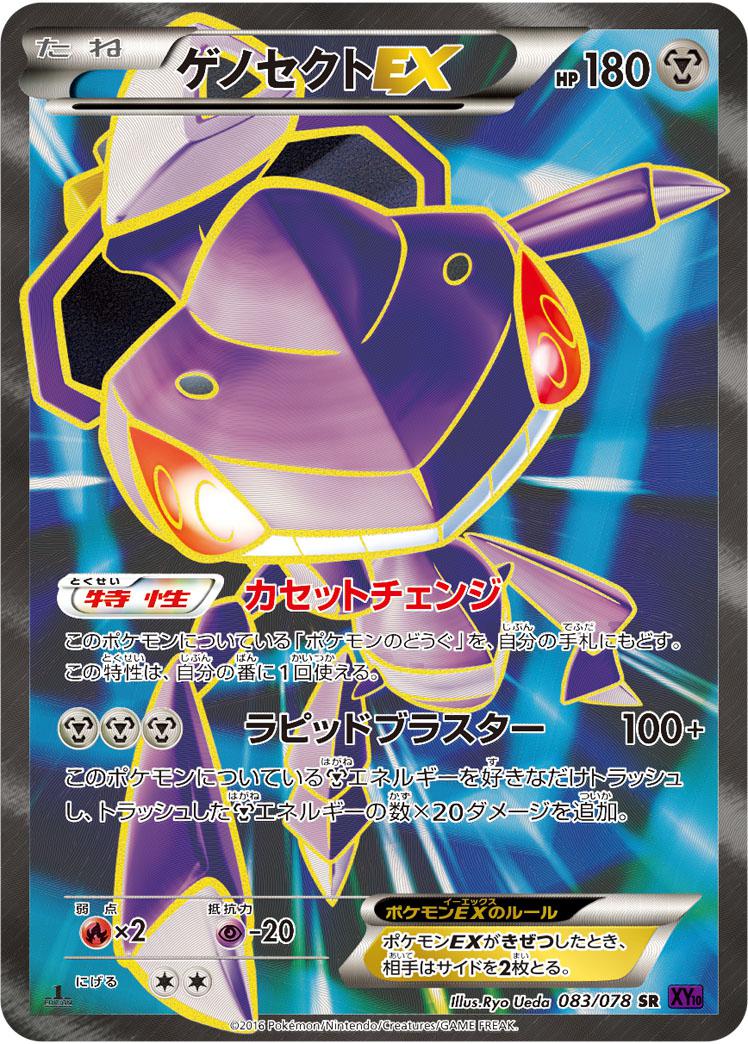 たね ゲノセクトEX HP180
とくせい
特性 カセットチェンジ
このポケモンについている「ポケモンのどうぐ」を、自分の手札にもどす。
この特性は、自分の番に1回使える。
ラピッドブラスター 100+
このポケモンについているエネルギーを好きなだけトラッシュ
し、トラッシュしたエネルギーの数×20ダメージを追加。
弱点 ×2 抵抗力 -20
にげる
ポケモンEXのルール
ポケモンEXがきぜつしたとき、
相手はサイドを2枚とる。
1 EDITION
Illus.Ryo Ueda 083/078 SR XY10
©2016 Pokémon/Nintendo/Creatures/GAME FREAK.